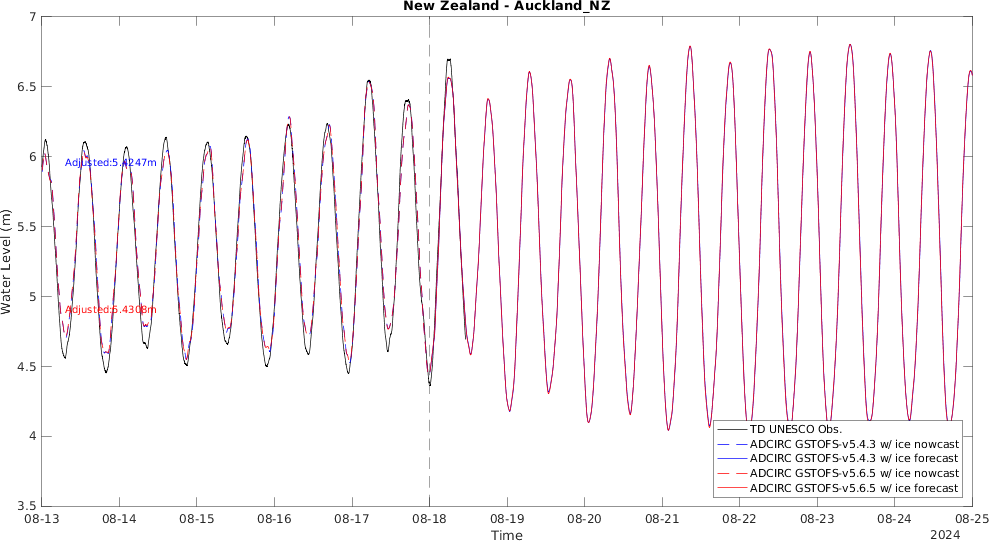 New Zealand - Auckland_NZ
7
6.5
6
5.5
5
4.5
4
3.5
Water Level (m)
Adjusted:5.4247m
Adjusted:5.4308m
TD UNESCO Obs.
ADCIRC GSTOFS-v5.4.3 w/ ice nowcast
ADCIRC GSTOFS-v5.4.3 w/ ice forecast
ADCIRC GSTOFS-v5.6.5 w/ ice nowcast
ADCIRC GSTOFS-v5.6.5 w/ ice forecast
08-13 08-14 08-15 08-16 08-17 08-18 08-19 08-20 08-21 08-22 08-23 08-24 08-25
Time
2024